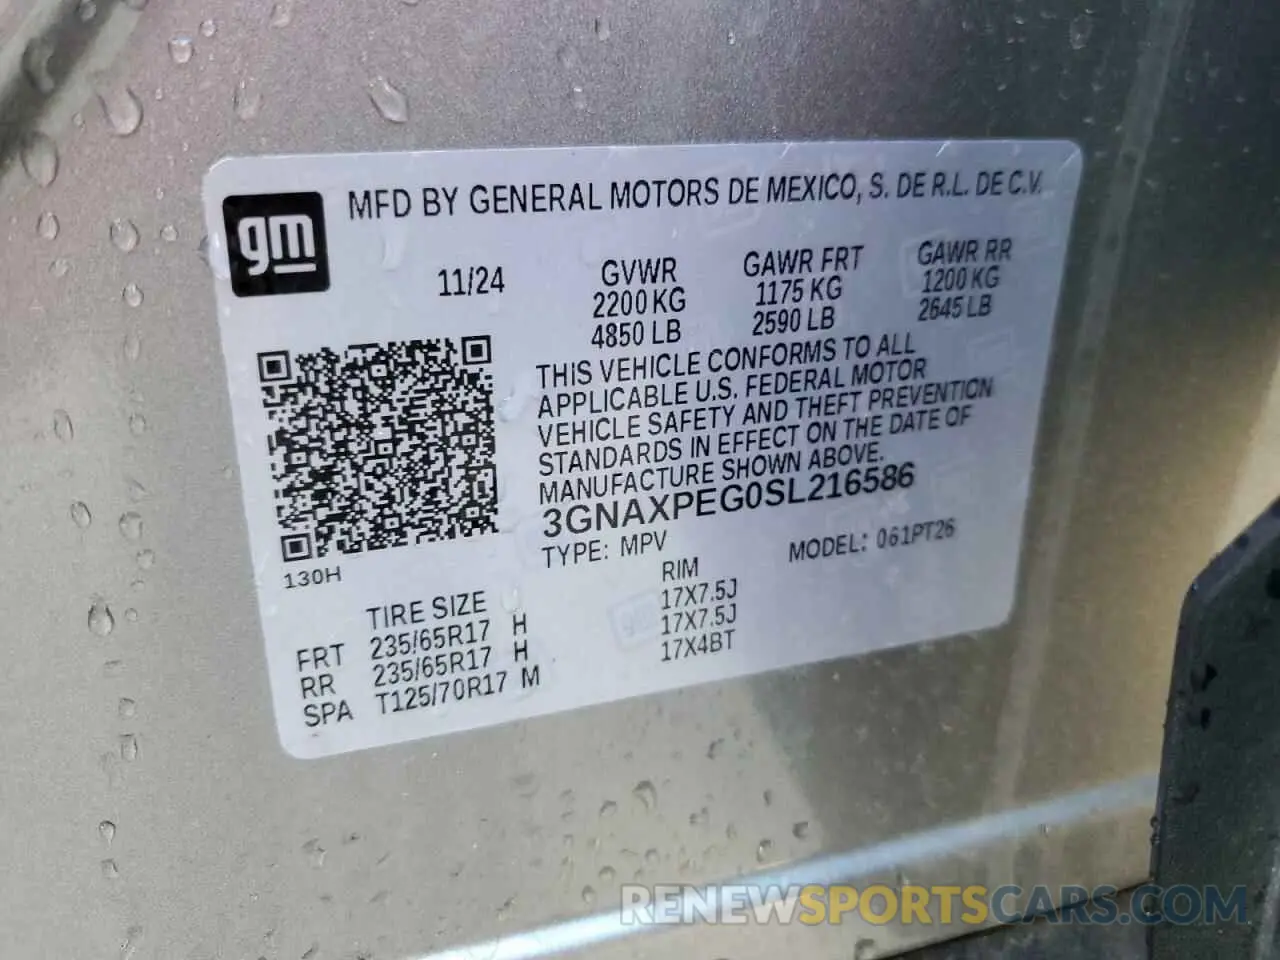 gm
MFD BY GENERAL MOTORS DE MEXICO, S. DE R.L. DE C.V.
11/24
GVWR GAWR FRT GAWR RR
2200 KG 1175 KG 1200 KG
4850 LB 2590 LB 2645 LB
THIS VEHICLE CONFORMS TO ALL
APPLICABLE U.S. FEDERAL MOTOR
VEHICLE SAFETY AND THEFT PREVENTION
STANDARDS IN EFFECT ON THE DATE OF
MANUFACTURE SHOWN ABOVE.
3GNAXPEG0SL216586
TYPE: MPV MODEL: 061PT26
130H
TIRE SIZE RIM
FRT 235/65R17 H 17X7.5J
RR 235/65R17 H 17X7.5J
SPA T125/70R17 M 17X4BT
RENEWSPORTSCARS.COM